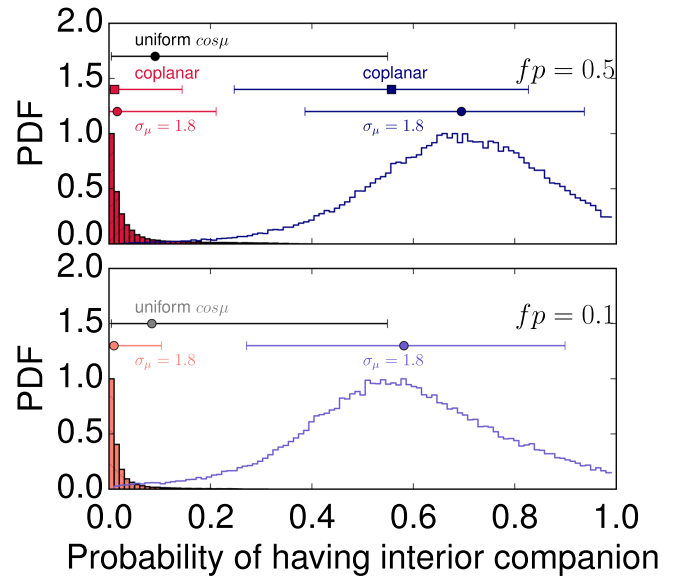 2.0
uniform cosμ
coplanar coplanar fp = 0.5
1.5
σμ = 1.8 σμ = 1.8
PDF
1.0
0.5
0.0
2.0
uniform cosμ fp = 0.1
1.5
σμ = 1.8 σμ = 1.8
PDF
1.0
0.5
0.0
0.0 0.2 0.4 0.6 0.8 1.0
Probability of having interior companion